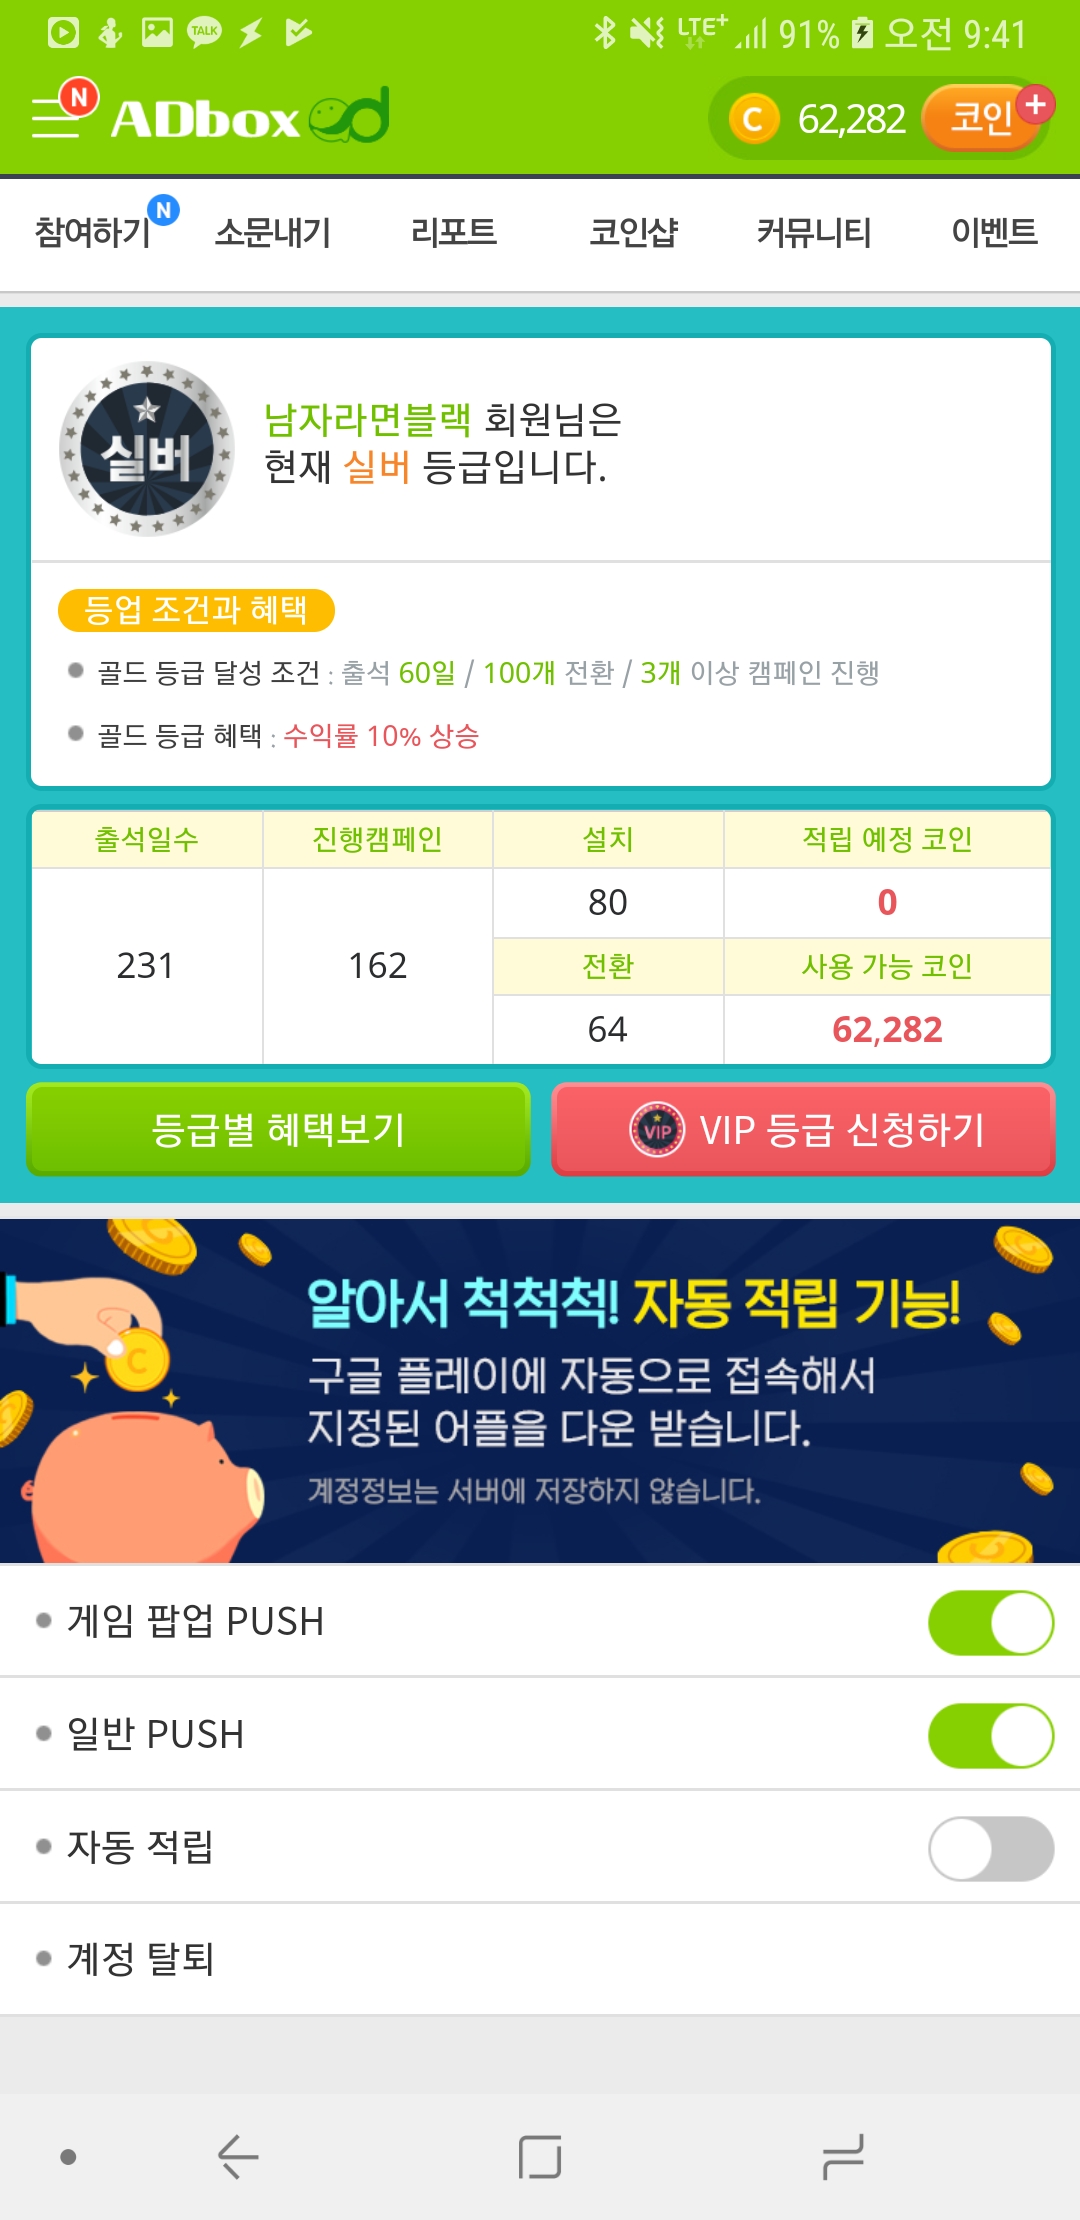 TALK
LTE+ 91% 오전 9:41
N ADbox
C 62,282 코인 +
참여하기 N 소문내기 리포트 코인샵 커뮤니티 이벤트
실버
남자라면블랙 회원님은
현재 실버 등급입니다.
등업 조건과 혜택
골드 등급 달성 조건 : 출석 60일 / 100개 전환 / 3개 이상 캠페인 진행
골드 등급 혜택 : 수익률 10% 상승
출석일수 진행캠페인 설치 적립 예정 코인
80 0
231 162 전환 사용 가능 코인
64 62,282
등급별 혜택보기
VIP VIP 등급 신청하기
알아서 척척척! 자동 적립 기능!
구글 플레이에 자동으로 접속해서
C
지정된 어플을 다운 받습니다.
계정정보는 서버에 저장하지 않습니다.
게임 팝업 PUSH
일반 PUSH
자동 적립
계정 탈퇴